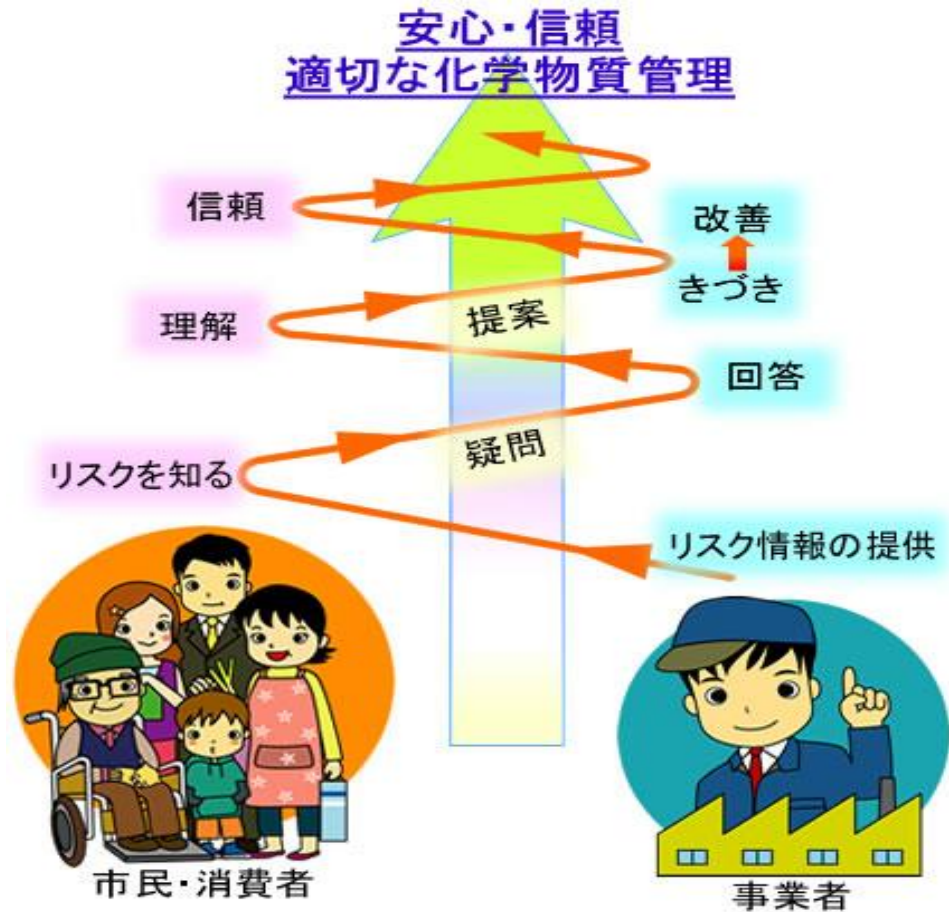 安心・信頼
適切な化学物質管理
信頼
改善
きづき
提案
理解
回答
疑問
リスクを知る
リスク情報の提供
市民・消費者
事業者